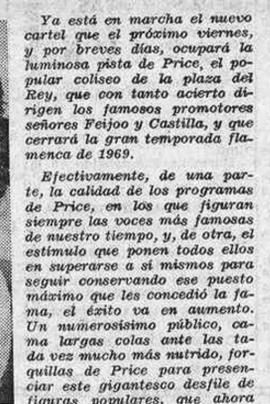 Ya está en marcha el nuevo
cartel que el próximo viernes,
y por breves días, ocupará la
luminosa pista de Price, el po-
pular coliseo de la plaza del
Rey, que con tanto acierto di-
rigen los famosos promotores
señores Feijoo y Castilla, y que
cerrará la gran temporada fla-
menca de 1969.
Efectivamente, de una par-
te, la calidad de los programas
de Price, en los que figuran
siempre las voces más famosas
de nuestro tiempo, y, de otra, el
estímulo que ponen todos ellos
en superarse a sí mismos para
seguir conservando ese puesto
máximo que les concedió la fa-
ma, el éxito va en aumento.
Un numerosísimo público, ca-
ma largas colas ante las ta-
da vez mucho más nutrido, for-
quillas de Price para presen-
ciar este gigantesco desfile de
figuras populares, que ahora